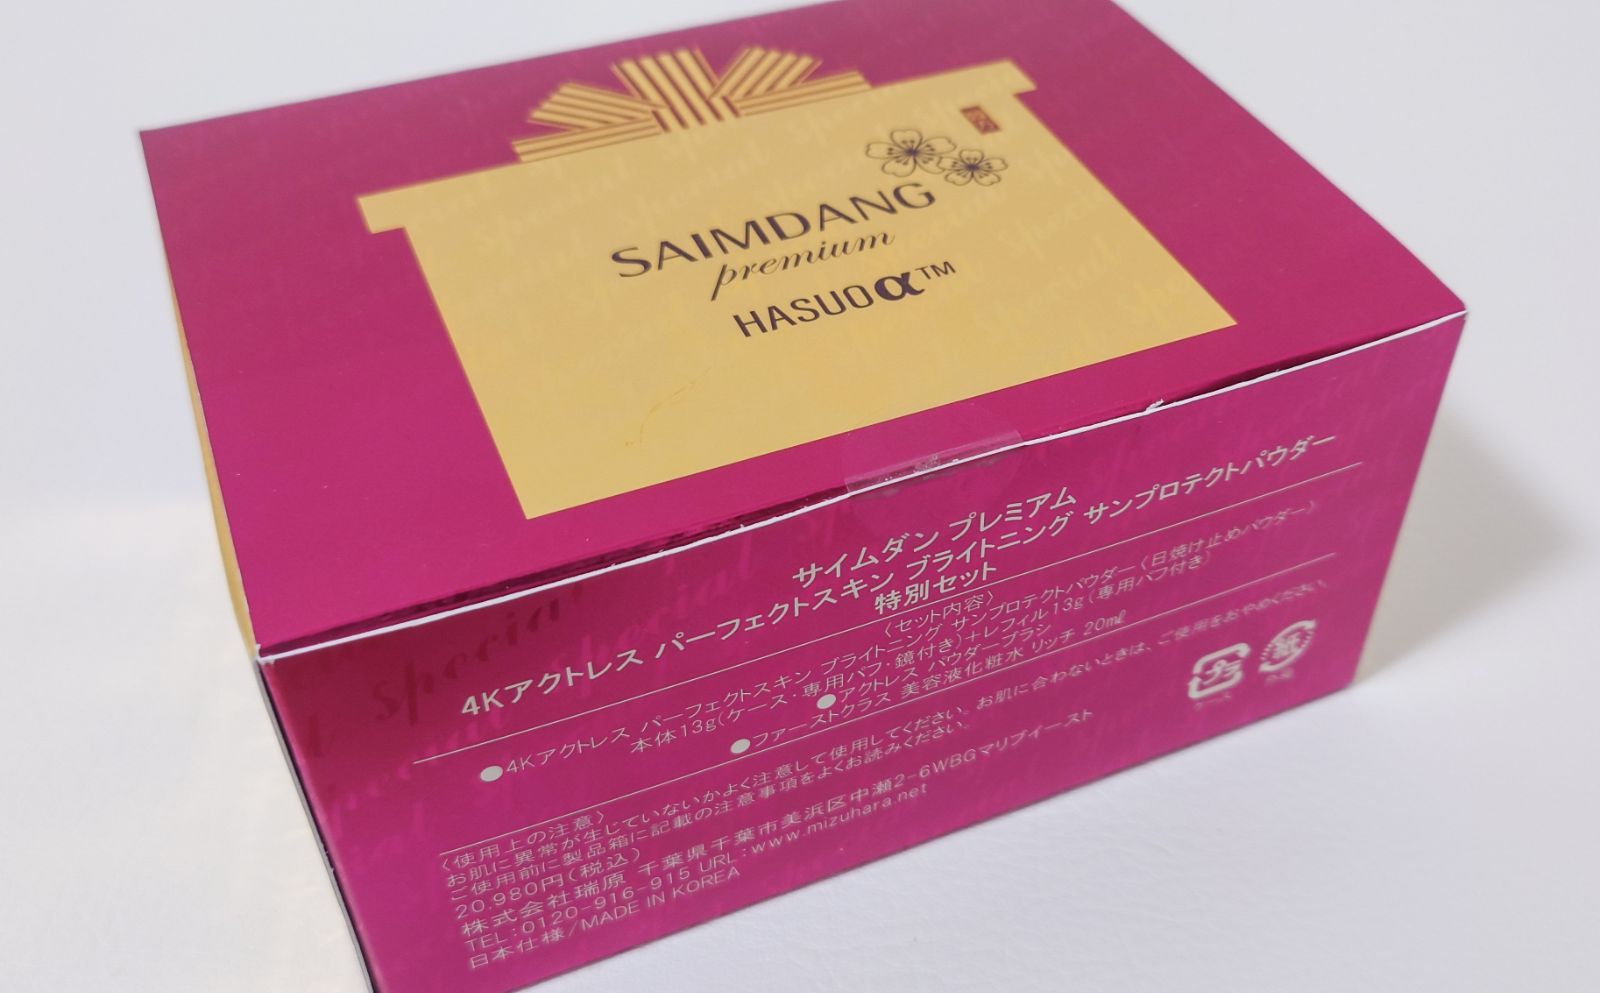 SAIMDANG
premium
HASUOα™
サイムダン プレミアム
4Kアクトレス パーフェクトスキン ブライトニング サンプロテクトパウダー
特別セット
〈セット内容〉
●4Kアクトレス パーフェクトスキン ブライトニング サンプロテクトパウダー〈日焼け止めパウダー〉
本体13g(ケース・専用パフ・鏡付き)+レフィル13g(専用パフ付き)
●アクトレス パウダーブラシ
●ファーストクラス 美容液化粧水 リッチ 20mℓ
〈使用上の注意〉
お肌に異常が生じていないかよく注意して使用してください。お肌に合わないときは、ご使用をおやめください。
ご使用前に製品箱に記載の注意事項をよくお読みください。
20,980円(税込)
株式会社瑞原 千葉県千葉市美浜区中瀬2-6WBGマリブイースト
TEL:0120-916-915 URL:www.mizuhara.net
日本仕様/MADE IN KOREA
プラ
紙
special
special